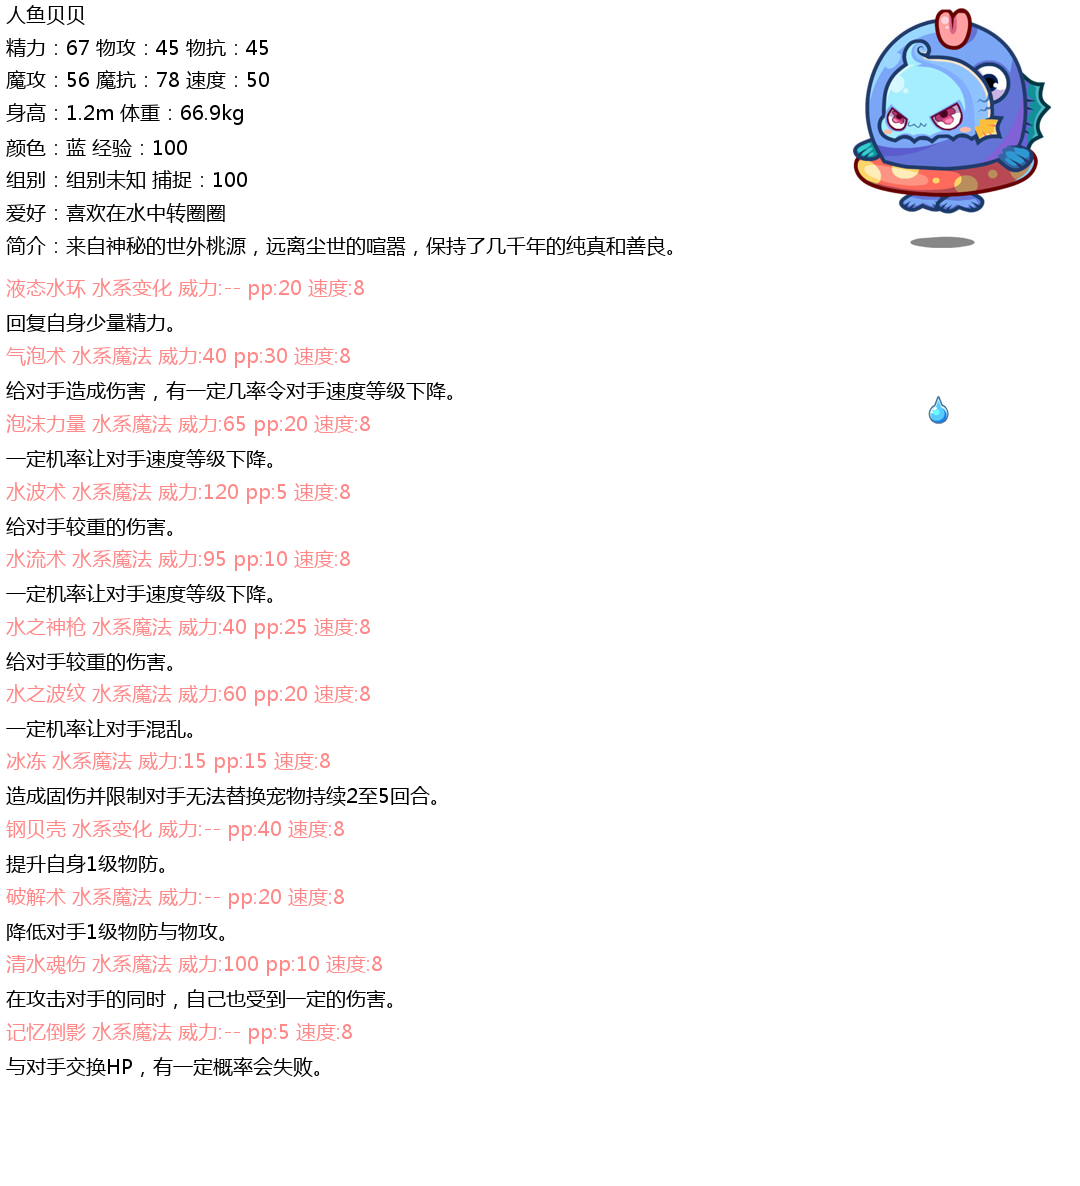 人鱼贝贝
精力：67 物攻：45 物抗：45
魔攻：56 魔抗：78 速度：50
身高：1.2m 体重：66.9kg
颜色：蓝 经验：100
组别：组别未知 捕捉：100
爱好：喜欢在水中转圈圈
简介：来自神秘的世外桃源，远离尘世的喧嚣，保持了几千年的纯真和善良。
液态水环 水系变化 威力:-- pp:20 速度:8
回复自身少量精力。
气泡术 水系魔法 威力:40 pp:30 速度:8
给对手造成伤害，有一定几率令对手速度等级下降。
泡沫力量 水系魔法 威力:65 pp:20 速度:8
一定机率让对手速度等级下降。
水波术 水系魔法 威力:120 pp:5 速度:8
给对手较重的伤害。
水流术 水系魔法 威力:95 pp:10 速度:8
一定机率让对手速度等级下降。
水之神枪 水系魔法 威力:40 pp:25 速度:8
给对手较重的伤害。
水之波纹 水系魔法 威力:60 pp:20 速度:8
一定机率让对手混乱。
冰冻 水系魔法 威力:15 pp:15 速度:8
造成固伤并限制对手无法替换宠物持续2至5回合。
钢贝壳 水系变化 威力:-- pp:40 速度:8
提升自身1级物防。
破解术 水系魔法 威力:-- pp:20 速度:8
降低对手1级物防与物攻。
清水魂伤 水系魔法 威力:100 pp:10 速度:8
在攻击对手的同时，自己也受到一定的伤害。
记忆倒影 水系魔法 威力:-- pp:5 速度:8
与对手交换HP，有一定概率会失败。